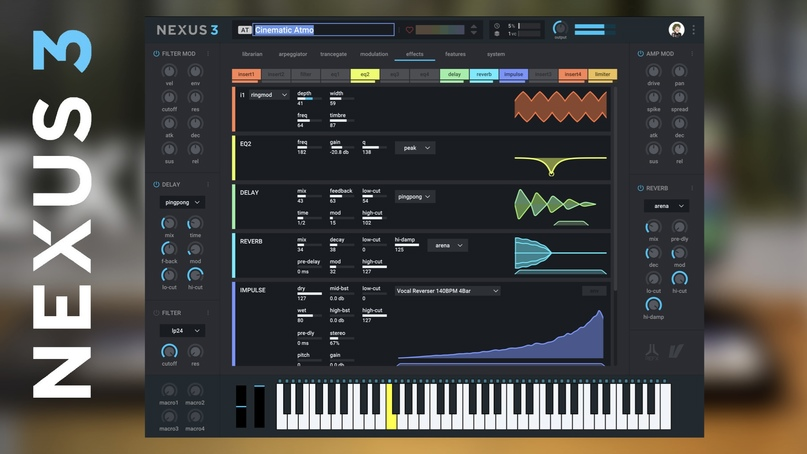 NEXUS 3
NEXUS 3
AT Cinematic Atmo
5%
output
librarian arpeggiator trancegate modulation effects features system
insert1 filter eq1 eq2 eq3 eq4 delay reverb impulse insert4 limiter
FILTER MOD
vel env
cutoff res
atk dec
sus rel
DELAY
pingpong
mix time
f-back mod
lo-cut hi-cut
FILTER
lp24
cutoff res
macro1 macro2
macro3 macro4
i1 ringmod
depth width
41 59
freq timbre
64 87
EQ2
freq gain q
182 -20.8 db 138
peak
DELAY
mix feedback low-cut
43 63 54
pingpong
time mod high-cut
1/2 15 102
REVERB
mix decay low-cut hi-damp
34 38 0 125
arena
pre-delay mod high-cut
0 ms 32 127
IMPULSE
dry mid-bst low-cut
127 0.0 db 0
Vocal Reverser 140BPM 4Bar
wet high-bst high-cut
80 0.0 db 127
pre-dly stereo
0 ms 67%
pitch gain
AMP MOD
drive pan
spike spread
atk dec
sus rel
REVERB
arena
mix pre-dly
dec mod
lo-cut hi-cut
hi-damp